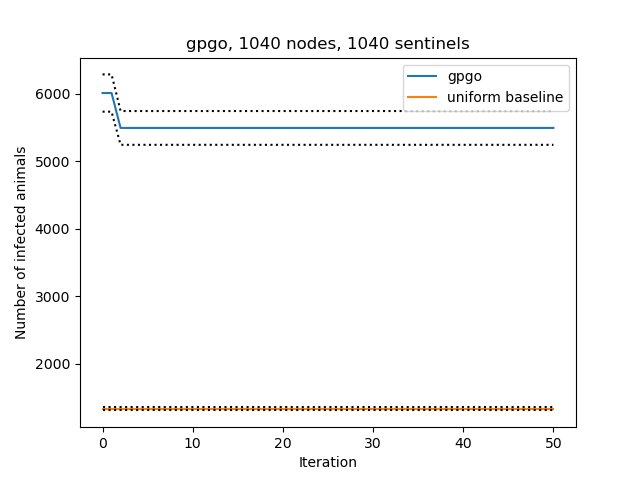 gpgo, 1040 nodes, 1040 sentinels
gpgo
uniform baseline
Number of infected animals
6000
5000
4000
3000
2000
0
10
20
30
40
50
Iteration